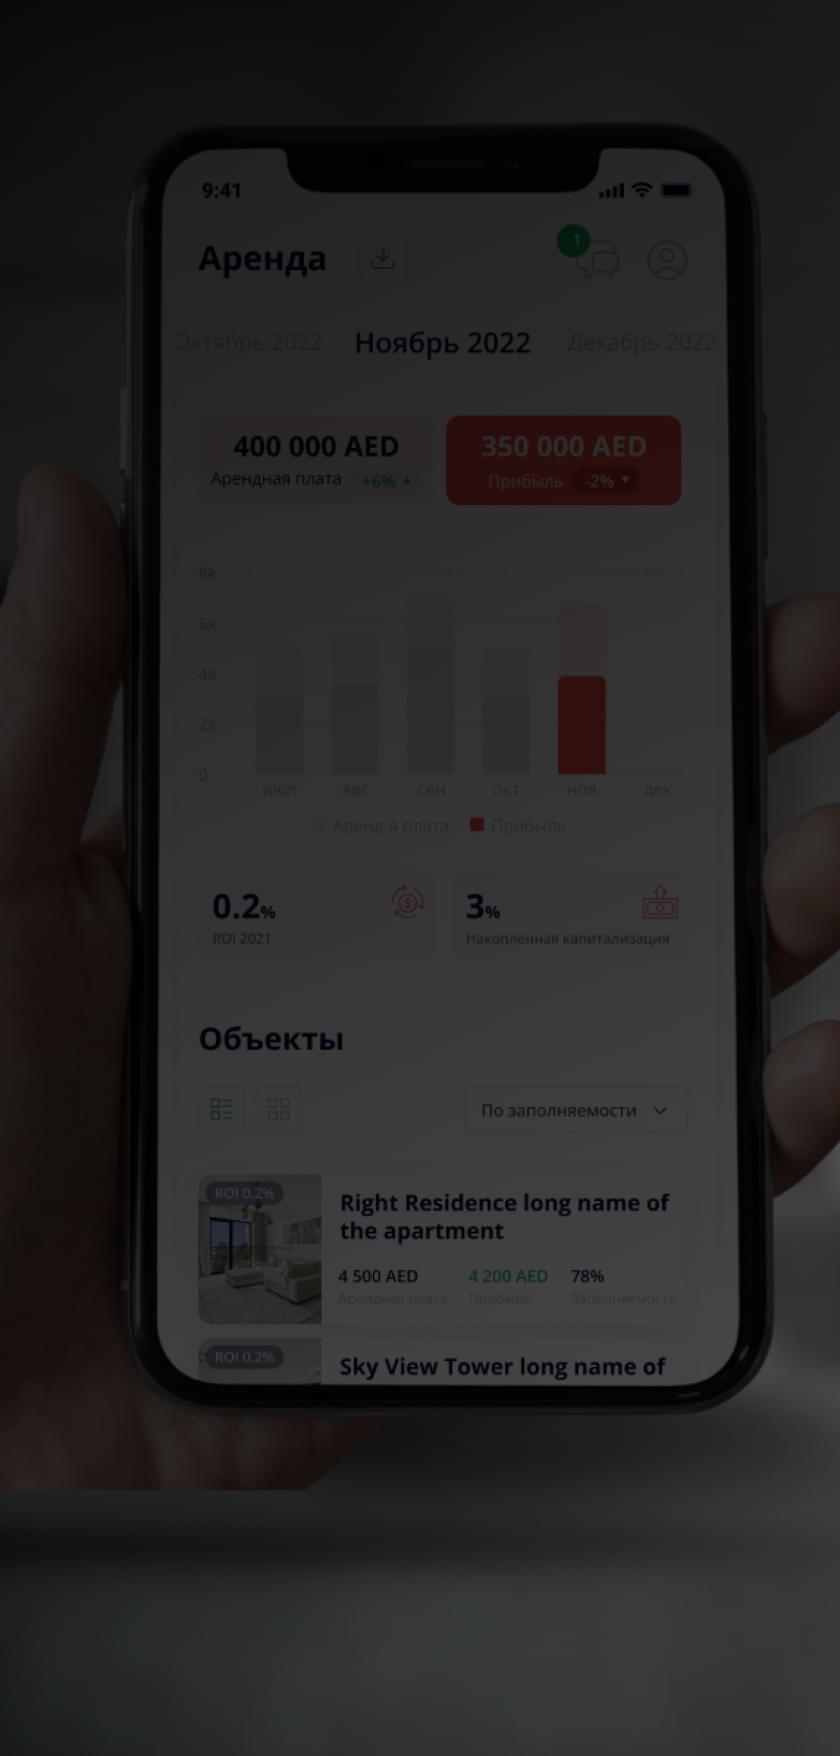 9:41
Аренда
1
Октябрь 2022 Ноябрь 2022 Декабрь 2022
400 000 AED 350 000 AED
Арендная плата +6% Прибыль -2%
8k
6k
4k
2k
0
июл авг сен окт ноя дек
Аренд-я плата Прибыль
0.2% 3%
ROI 2021 Накопленная капитализация
Объекты
По заполняемости
ROI 0.2%
Right Residence long name of
the apartment
4 500 AED 4 200 AED 78%
Арендная плата Прибыль Заполняемость
ROI 0.2%
Sky View Tower long name of